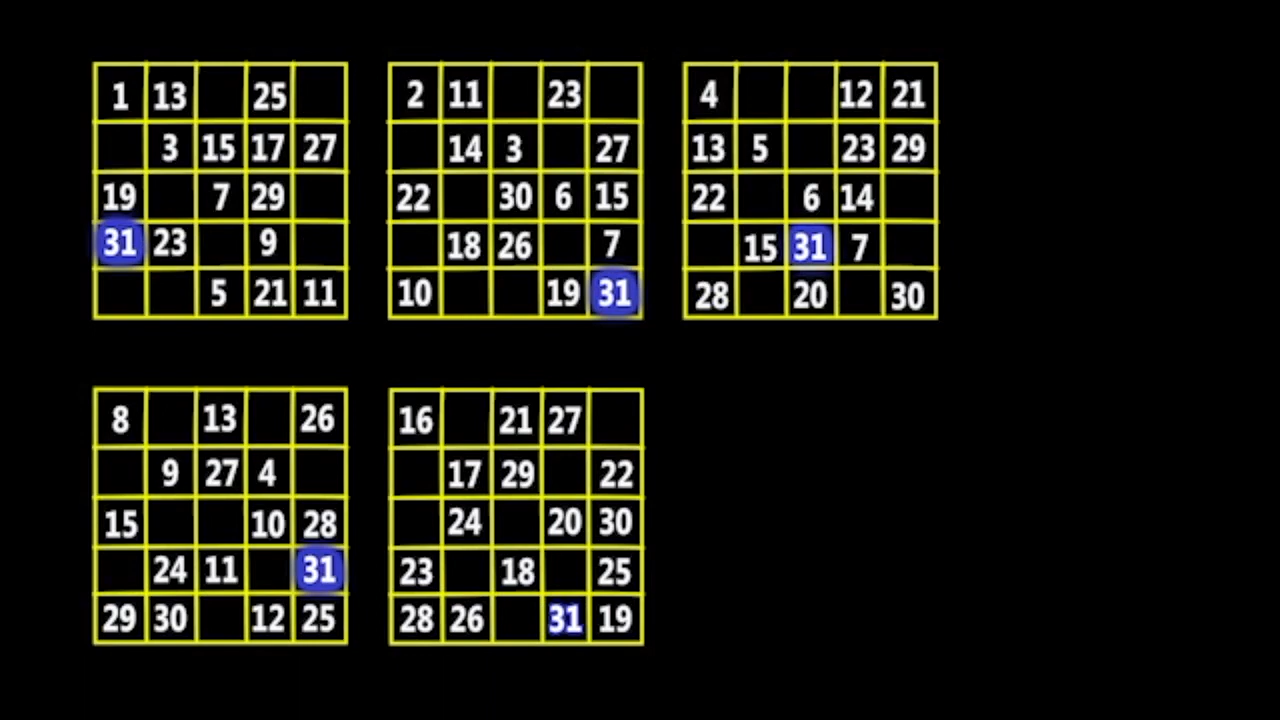 1 13 25
3 15 17 27
19 7 29
31 23 9
5 21 11
2 11 23
14 3 27
22 30 6 15
18 26 7
10 19 31
4 12 21
13 5 23 29
22 6 14
15 31 7
28 20 30
8 13 26
9 27 4
15 10 28
24 11 31
29 30 12 25
16 21 27
17 29 22
24 20 30
23 18 25
28 26 31 19